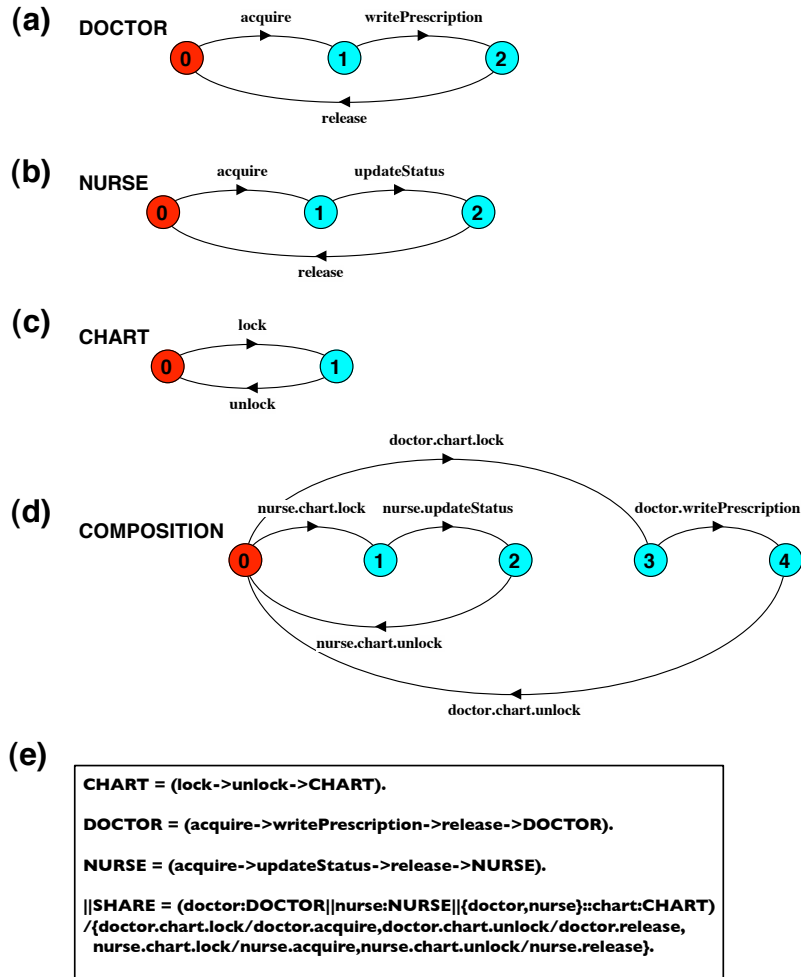 (a)
DOCTOR
acquire
writePrescription
0
1
2
release
(b)
NURSE
acquire
updateStatus
0
1
2
release
(c)
CHART
lock
0
1
unlock
doctor.chart.lock
(d)
COMPOSITION
nurse.chart.lock
nurse.updateStatus
doctor.writePrescription
0
1
2
3
4
nurse.chart.unlock
doctor.chart.unlock
(e)
CHART = (lock->unlock->CHART).
DOCTOR = (acquire->writePrescription->release->DOCTOR).
NURSE = (acquire->updateStatus->release->NURSE).
||SHARE = (doctor:DOCTOR||nurse:NURSE||{doctor,nurse}::chart:CHART)
/{doctor.chart.lock/doctor.acquire,doctor.chart.unlock/doctor.release,
nurse.chart.lock/nurse.acquire,nurse.chart.unlock/nurse.release}.